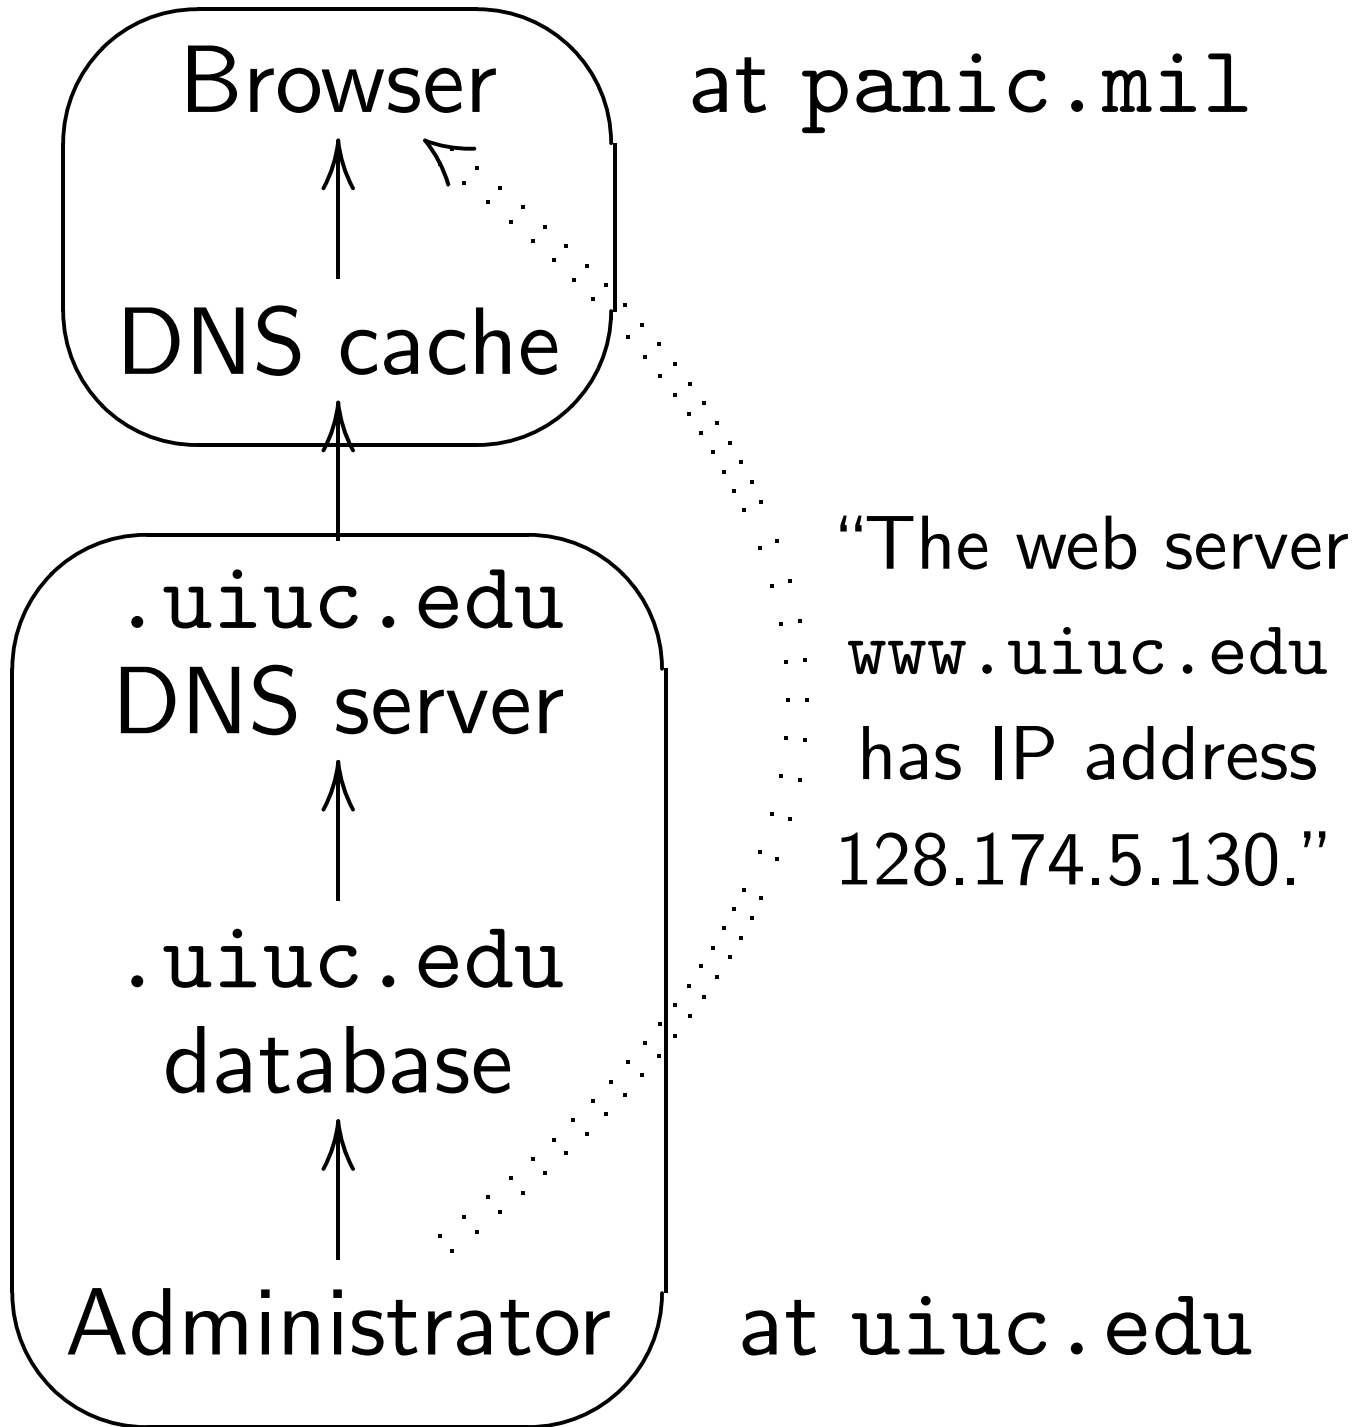 Browser at panic.mil
DNS cache
“The web server
www.uiuc.edu
has IP address
128.174.5.130.”
.uiuc.edu
DNS server
.uiuc.edu
database
Administrator at uiuc.edu